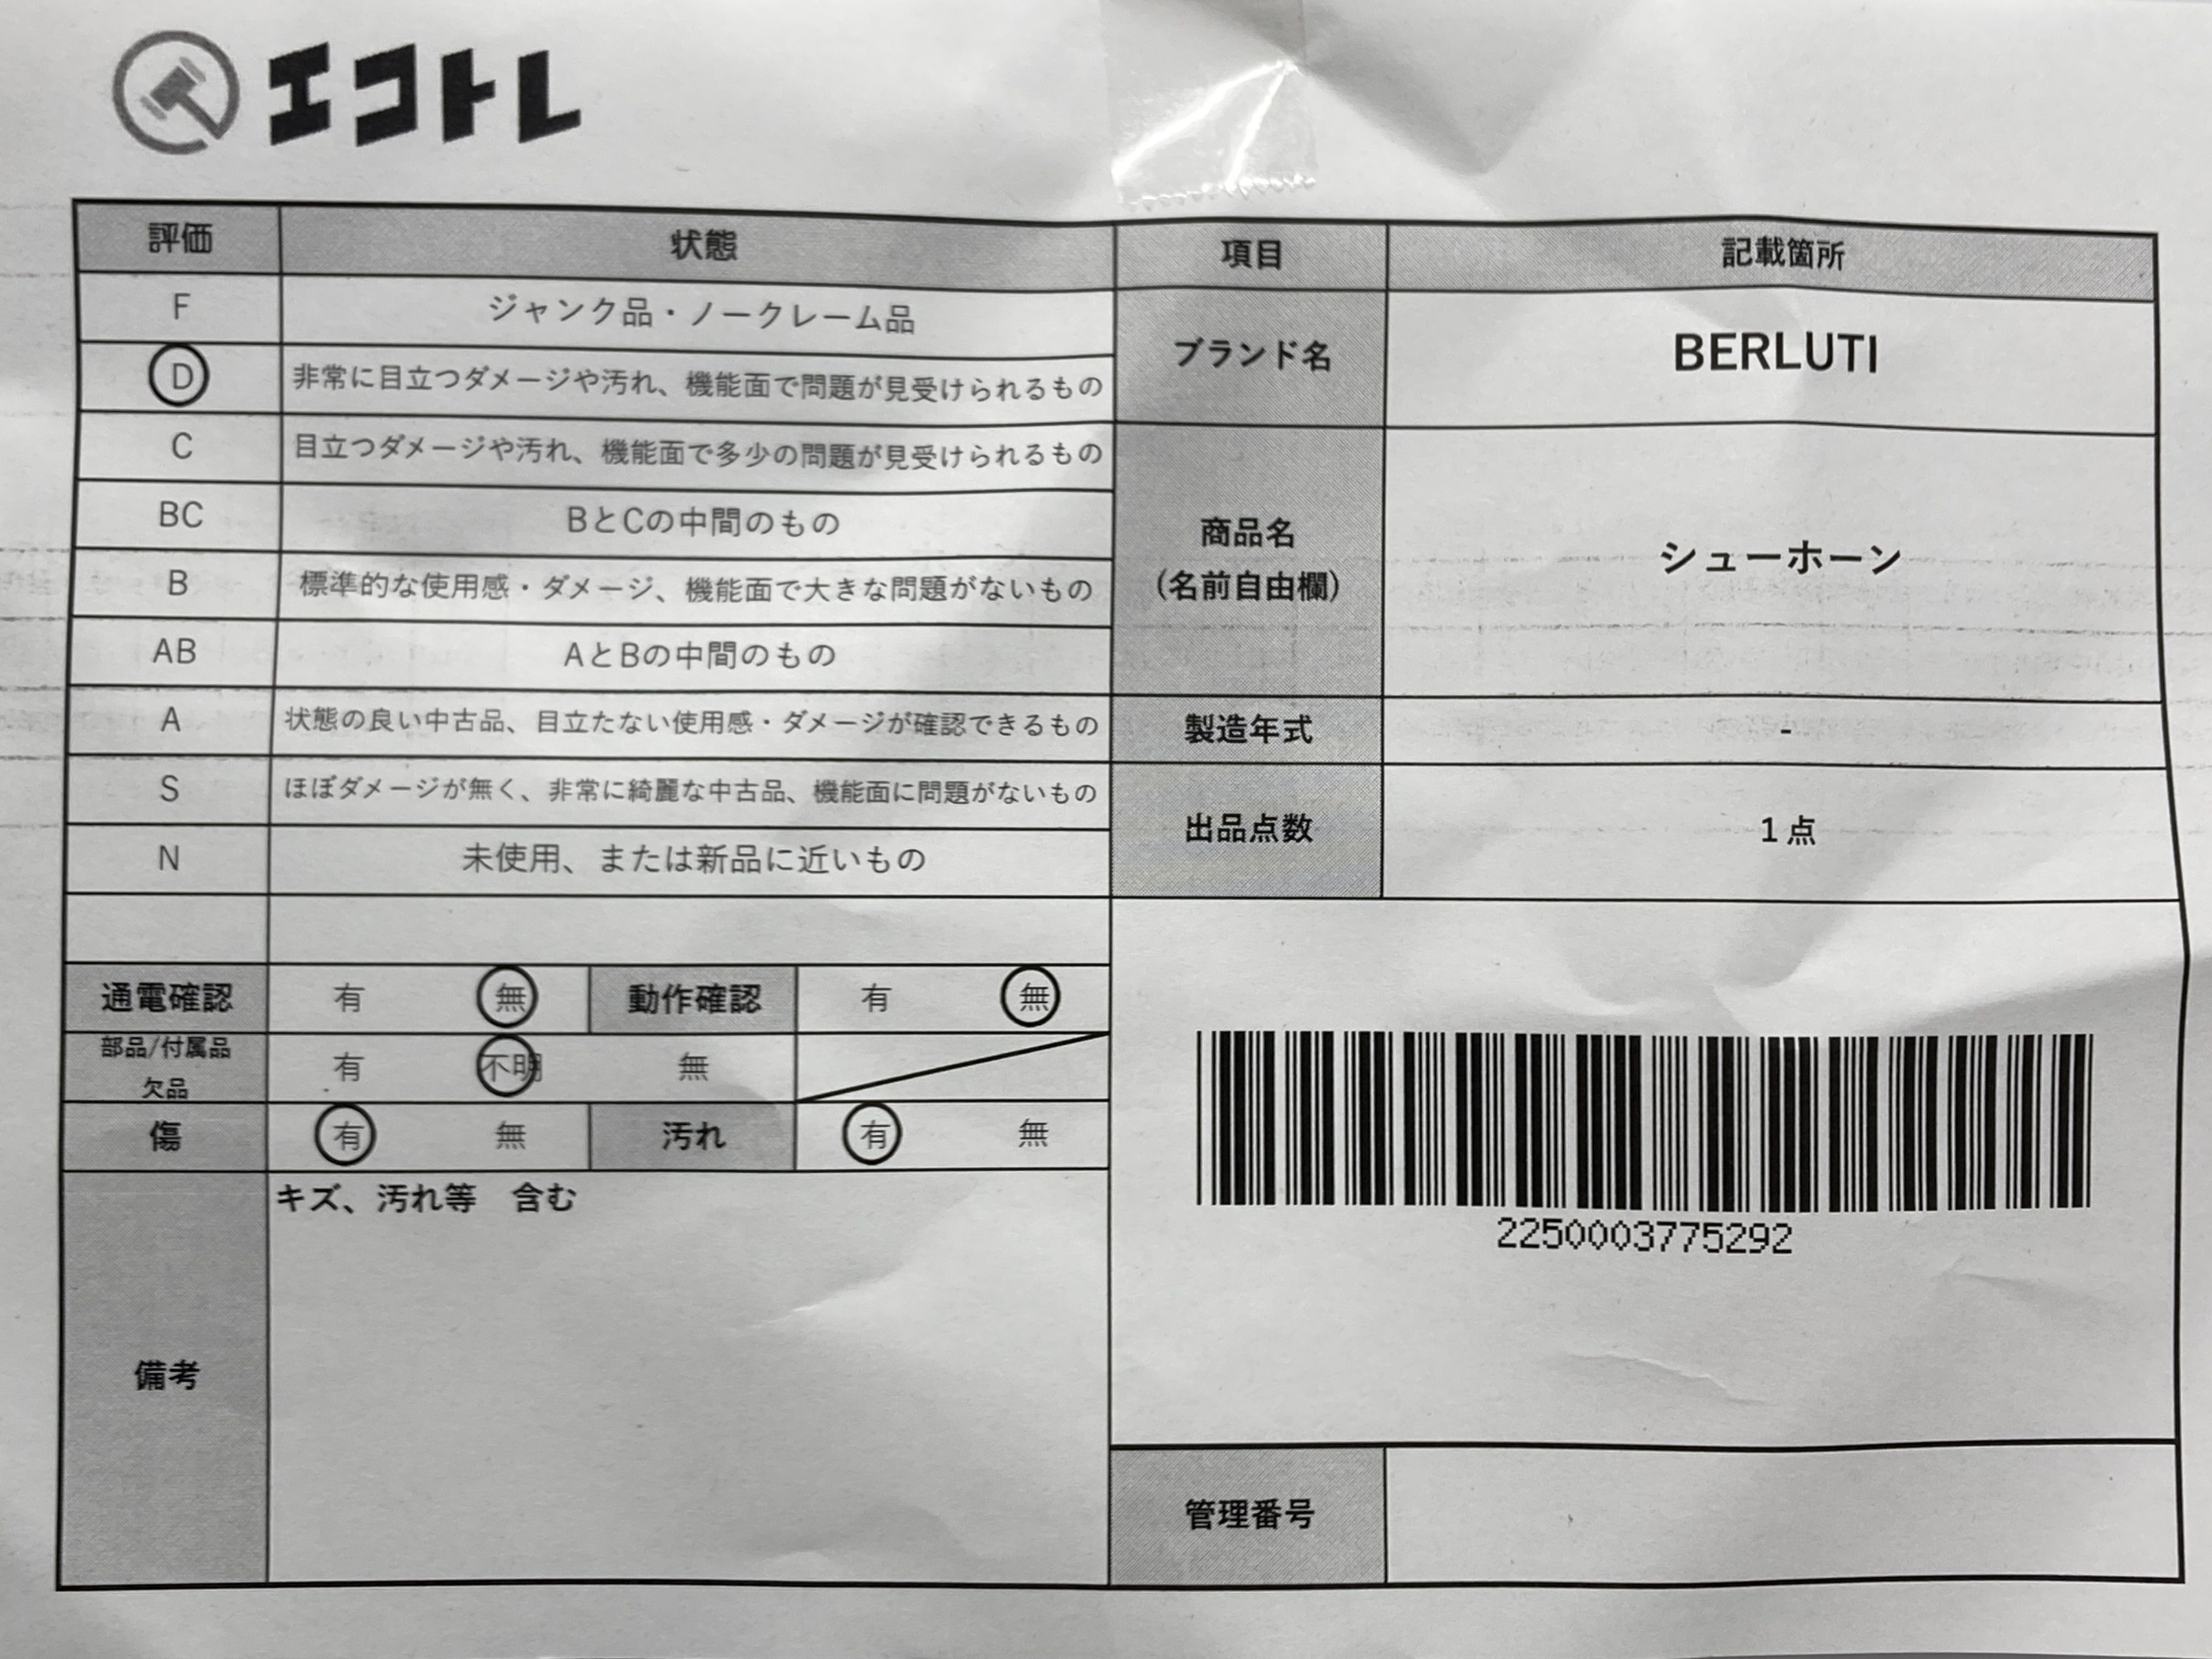 エコトレ
評価 状態
F ジャンク品・ノークレーム品
D 非常に目立つダメージや汚れ、機能面で問題が見受けられるもの
C 目立つダメージや汚れ、機能面で多少の問題が見受けられるもの
BC BとCの中間のもの
B 標準的な使用感・ダメージ、機能面で大きな問題がないもの
AB AとBの中間のもの
A 状態の良い中古品、目立たない使用感・ダメージが確認できるもの
S ほぼダメージが無く、非常に綺麗な中古品、機能面に問題がないもの
N 未使用、または新品に近いもの
通電確認 有 無 動作確認 有 無
部品/付属品
欠品 有 不明 無
傷 有 無 汚れ 有 無
備考 キズ、汚れ等 含む
項目 記載箇所
ブランド名 BERLUTI
商品名
(名前自由欄) シューホーン
製造年式 -
出品点数 1点
2250003775292
管理番号